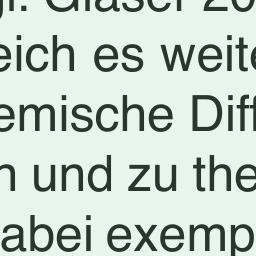 gl. Glaser 20
eich es weite
emische Diff
n und zu the
abei exemp